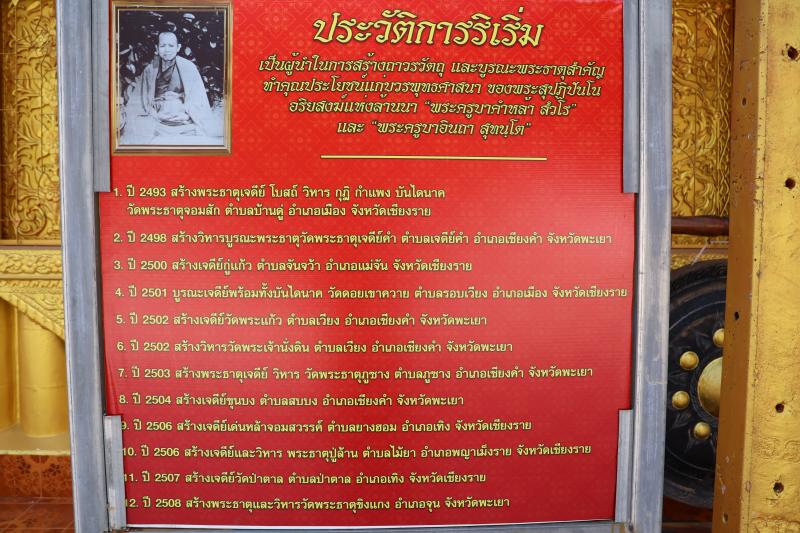 ประวัติการริเริ่ม
เป็นผู้นำในการสร้างถาวรวัตถุ และบูรณะพระธาตุสำคัญ
ทำคุณประโยชน์แก่บวรพุทธศาสนา ของพระสุปฏิปันโน
อริยสงฆ์แห่งล้านนา “พระครูบาคำหล้า สํวโร”
และ “พระครูบาอินถา สุทนฺโต”
1. ปี 2493 สร้างพระธาตุเจดีย์ โบสถ์ วิหาร กุฏิ กำแพง บันไดนาค
วัดพระธาตุจอมสัก ตำบลบ้านดู่ อำเภอเมือง จังหวัดเชียงราย
2. ปี 2498 สร้างวิหารบูรณะพระธาตุวัดพระธาตุเจดีย์คำ ตำบลเจดีย์คำ อำเภอเชียงคำ จังหวัดพะเยา
3. ปี 2500 สร้างเจดีย์กู่แก้ว ตำบลจันจว้า อำเภอแม่จัน จังหวัดเชียงราย
4. ปี 2501 บูรณะเจดีย์พร้อมทั้งบันไดนาค วัดดอยเขาควาย ตำบลรอบเวียง อำเภอเมือง จังหวัดเชียงราย
5. ปี 2502 สร้างเจดีย์วัดพระแก้ว ตำบลเวียง อำเภอเชียงคำ จังหวัดพะเยา
6. ปี 2502 สร้างวิหารวัดพระเจ้านั่งดิน ตำบลเวียง อำเภอเชียงคำ จังหวัดพะเยา
7. ปี 2503 สร้างพระธาตุเจดีย์ วิหาร วัดพระธาตุภูซาง ตำบลภูซาง อำเภอเชียงคำ จังหวัดพะเยา
8. ปี 2504 สร้างเจดีย์ขุนบง ตำบลสบบง อำเภอเชียงคำ จังหวัดพะเยา
9. ปี 2506 สร้างเจดีย์เด่นหล้าจอมสวรรค์ ตำบลยางฮอม อำเภอเทิง จังหวัดเชียงราย
10. ปี 2506 สร้างเจดีย์และวิหาร พระธาตุปู่ล้าน ตำบลไม้ยา อำเภอพญาเม็งราย จังหวัดเชียงราย
11. ปี 2507 สร้างเจดีย์วัดป่าตาล ตำบลป่าตาล อำเภอเทิง จังหวัดเชียงราย
12. ปี 2508 สร้างพระธาตุและวิหารวัดพระธาตุขิงแกง อำเภอจุน จังหวัดพะเยา